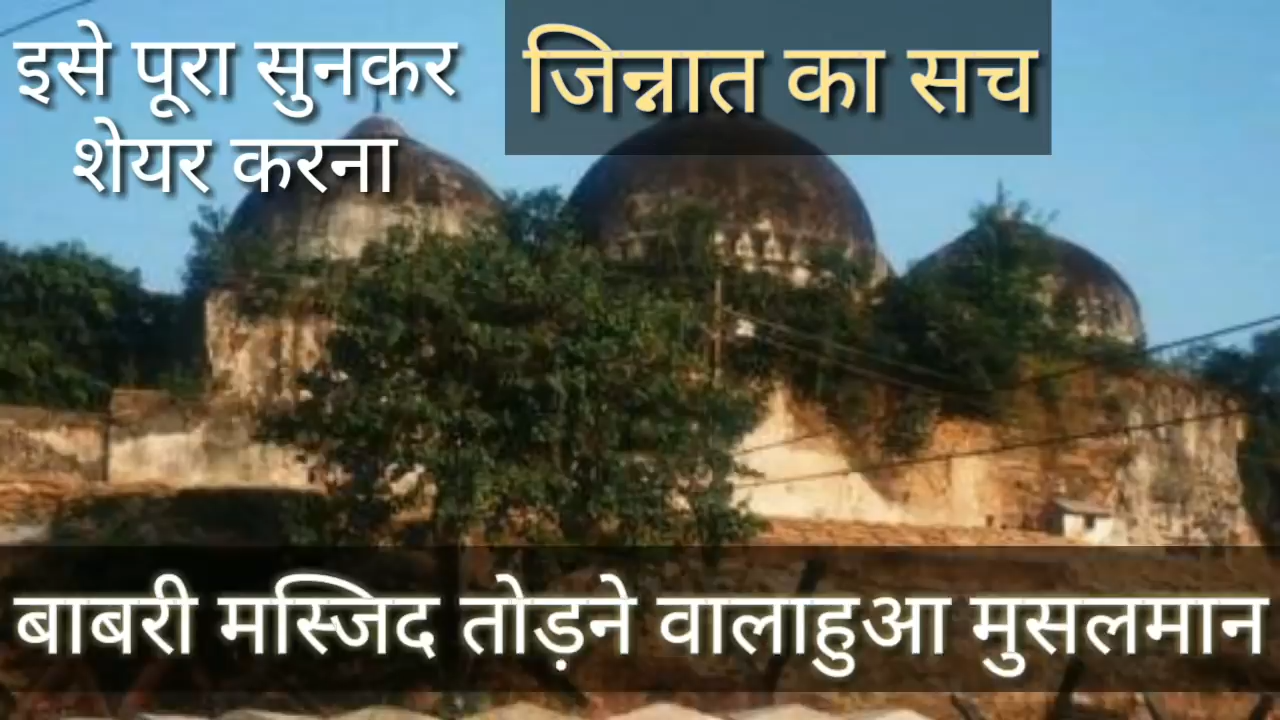 इसे पूरा सुनकर
शेयर करना
जिन्नात का सच
बाबरी मस्जिद तोड़ने वालाहुआ मुसलमान